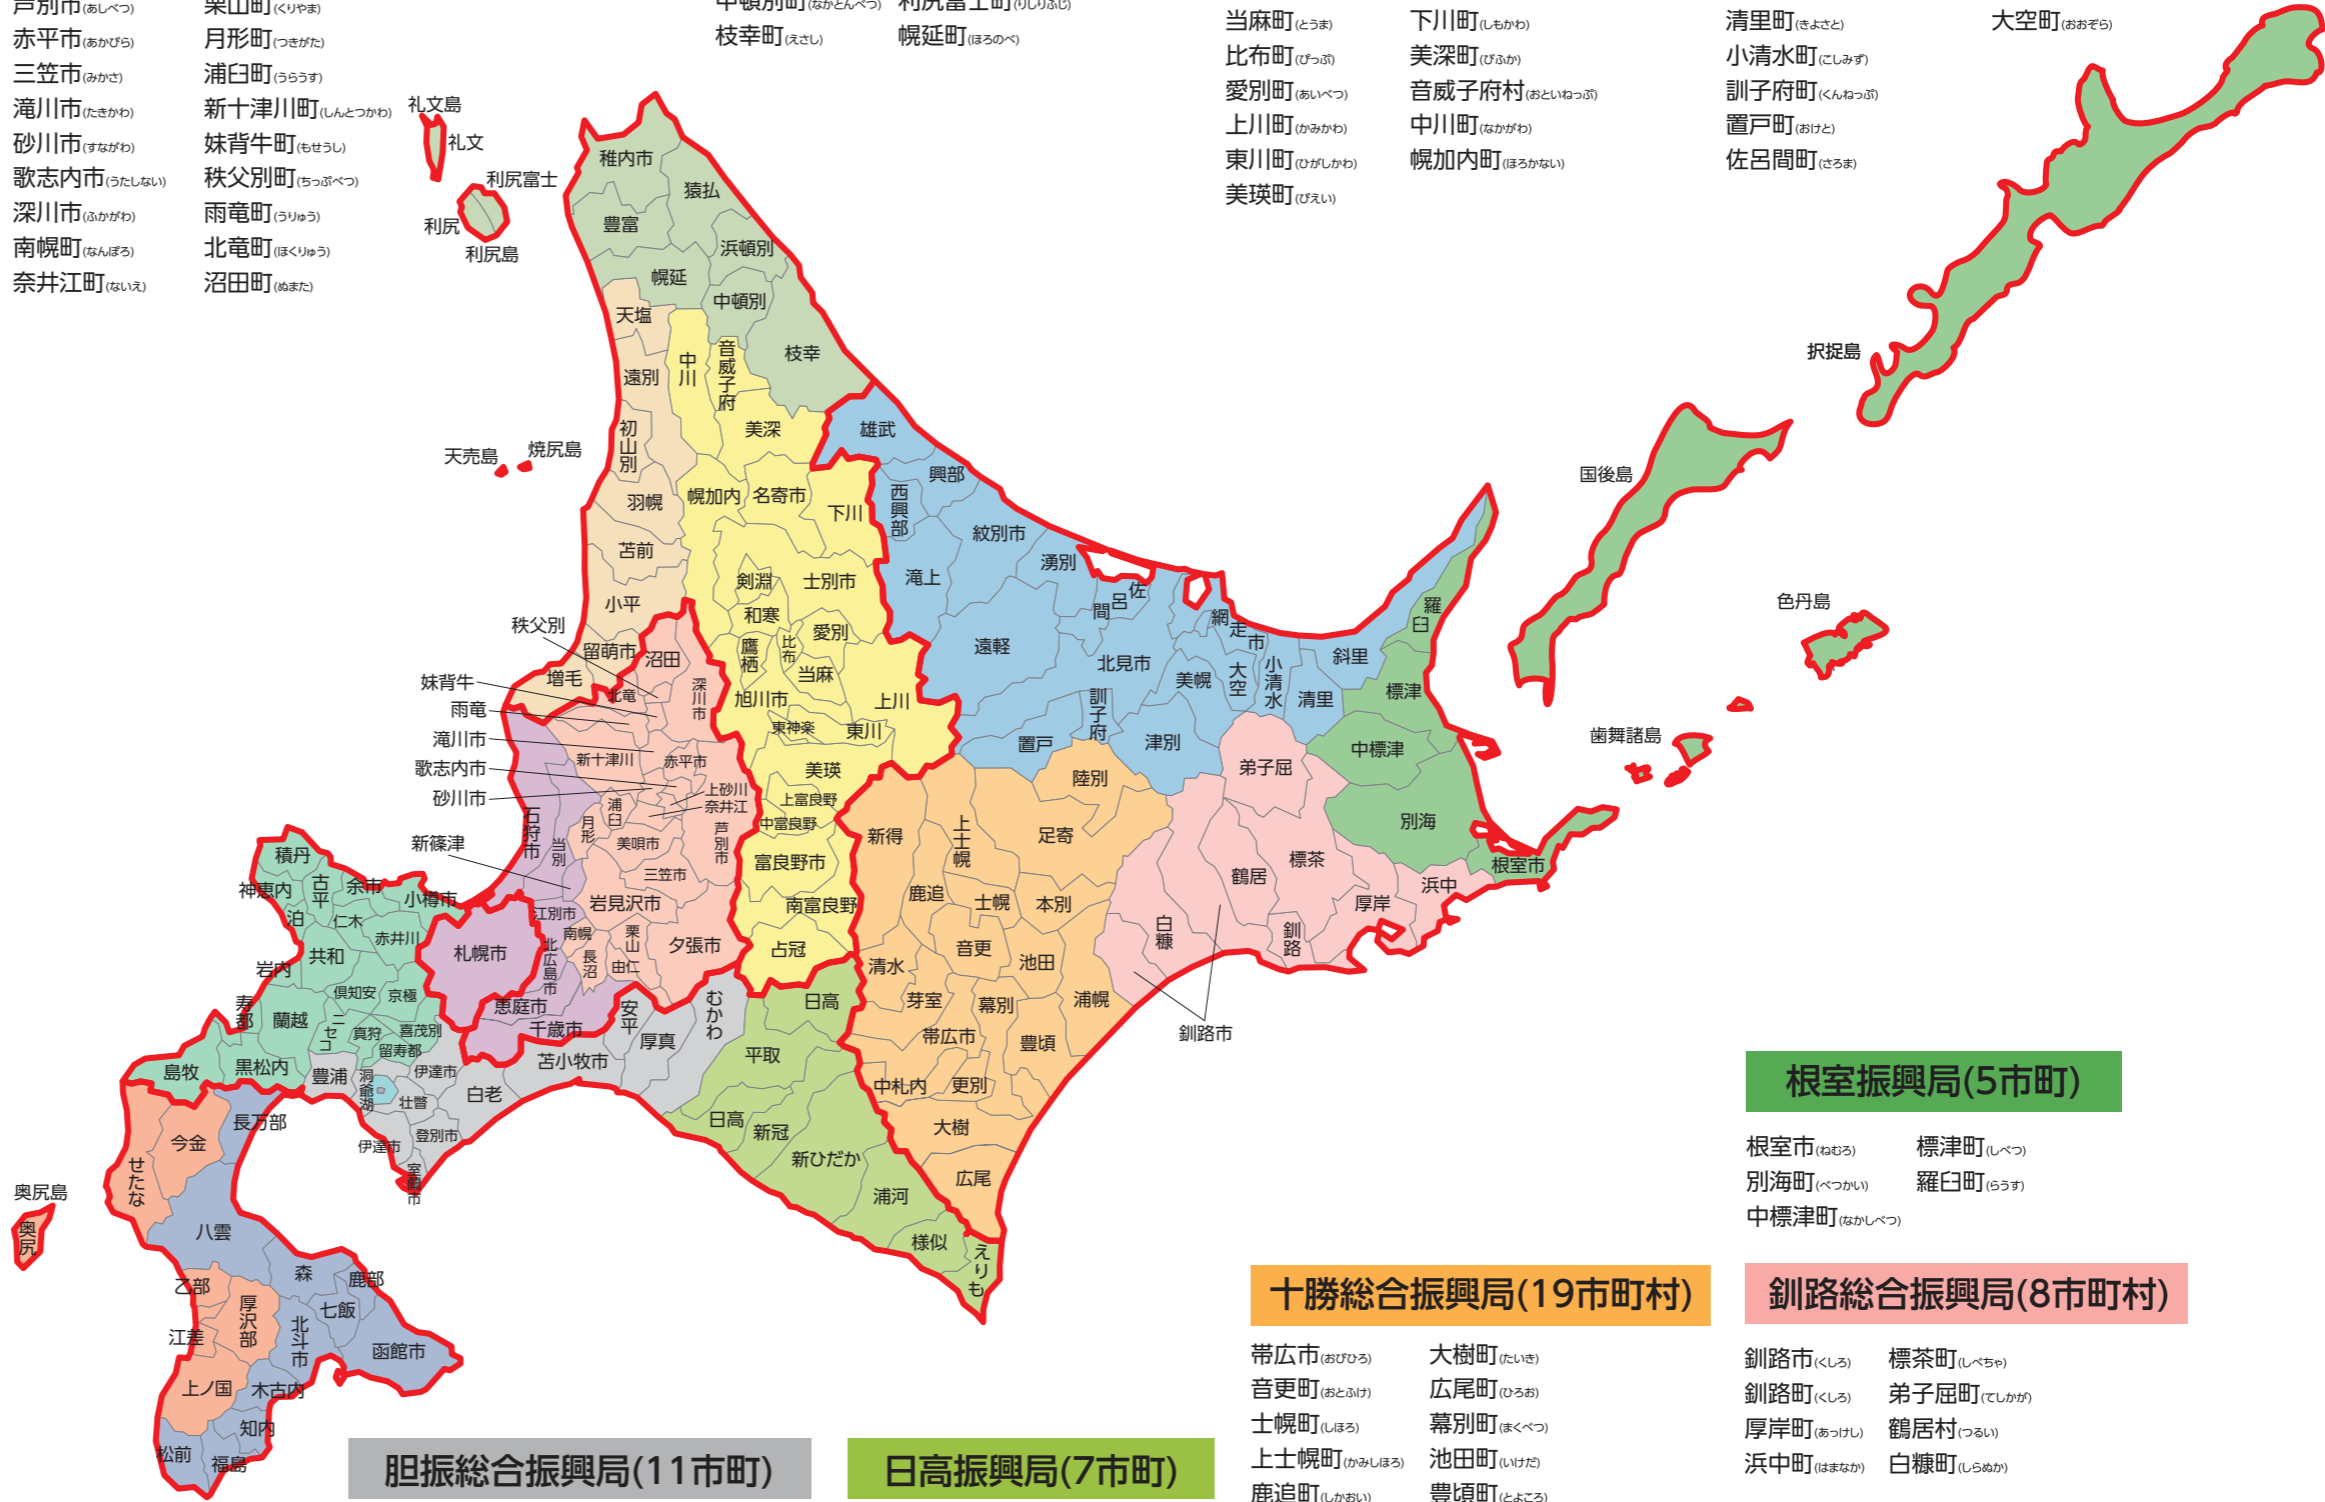 芦別市(あしべつ) 栗山町(くりやま)
赤平市(あかびら) 月形町(つきがた)
三笠市(みかさ) 浦臼町(うらうす)
滝川市(たきかわ) 新十津川町(しんとつかわ)
砂川市(すながわ) 妹背牛町(もせうし)
歌志内市(うたしない) 秩父別町(ちっぷべつ)
深川市(ふかがわ) 雨竜町(うりゅう)
南幌町(なんぽろ) 北竜町(ほくりゅう)
奈井江町(ないえ) 沼田町(ぬまた)
中頓別町(なかとんべつ) 利尻富士町(りしりふじ)
枝幸町(えさし) 幌延町(ほろのべ)
当麻町(とうま) 下川町(しもかわ)
比布町(ぴっぷ) 美深町(びふか)
愛別町(あいべつ) 音威子府村(おといねっぷ)
上川町(かみかわ) 中川町(なかがわ)
東川町(ひがしかわ) 幌加内町(ほろかない)
美瑛町(びえい)
清里町(きよさと) 大空町(おおぞら)
小清水町(こしみず)
訓子府町(くんねっぷ)
置戸町(おけと)
佐呂間町(さろま)
礼文島
礼文
利尻富士
利尻
利尻島
稚内市
猿払
豊富
浜頓別
幌延
中頓別
枝幸
天塩
遠別
初山別
羽幌
苫前
小平
留萌市
増毛
天売島
焼尻島
中川
音威子府
美深
幌加内
名寄市
下川
剣淵
士別市
和寒
愛別
鷹栖
比布
当麻
旭川市
上川
東神楽
東川
美瑛
上富良野
中富良野
富良野市
南富良野
占冠
雄武
興部
西興部
紋別市
湧別
滝上
佐呂間
遠軽
北見市
網走市
美幌
大空
小清水
斜里
清里
訓子府
置戸
津別
羅臼
標津
中標津
別海
根室市
択捉島
国後島
色丹島
歯舞諸島
秩父別
妹背牛
雨竜
滝川市
歌志内市
砂川市
新篠津
沼田
北竜
深川市
新十津川
赤平市
上砂川
奈井江
浦臼
月形
美唄市
芦別市
三笠市
岩見沢市
南幌
栗山
長沼
由仁
夕張市
石狩市
当別
江別市
札幌市
北広島市
恵庭市
千歳市
積丹
神恵内
古平
余市
小樽市
泊
仁木
赤井川
共和
岩内
倶知安
京極
寿都
蘭越
ニセコ
真狩
喜茂別
留寿都
島牧
黒松内
豊浦
洞爺湖
伊達市
壮瞥
白老
登別市
伊達市
室蘭市
苫小牧市
安平
厚真
むかわ
日高
平取
日高
新冠
新ひだか
浦河
様似
えりも
陸別
足寄
上士幌
新得
鹿追
士幌
本別
音更
池田
清水
芽室
幕別
浦幌
帯広市
豊頃
中札内
更別
大樹
広尾
弟子屈
標茶
鶴居
白糠
釧路
厚岸
浜中
釧路市
長万部
今金
せたな
奥尻島
奥尻
八雲
森
鹿部
乙部
厚沢部
七飯
北斗市
江差
函館市
上ノ国
木古内
知内
松前
福島
胆振総合振興局(11市町)
日高振興局(7市町)
十勝総合振興局(19市町村)
帯広市(おびひろ) 大樹町(たいき)
音更町(おとふけ) 広尾町(ひろお)
士幌町(しほろ) 幕別町(まくべつ)
上士幌町(かみしほろ) 池田町(いけだ)
鹿追町(しかおい) 豊頃町(とよころ)
根室振興局(5市町)
根室市(ねむろ) 標津町(しべつ)
別海町(べつかい) 羅臼町(らうす)
中標津町(なかしべつ)
釧路総合振興局(8市町村)
釧路市(くしろ) 標茶町(しべちゃ)
釧路町(くしろ) 弟子屈町(てしかが)
厚岸町(あっけし) 鶴居村(つるい)
浜中町(はまなか) 白糠町(しらぬか)